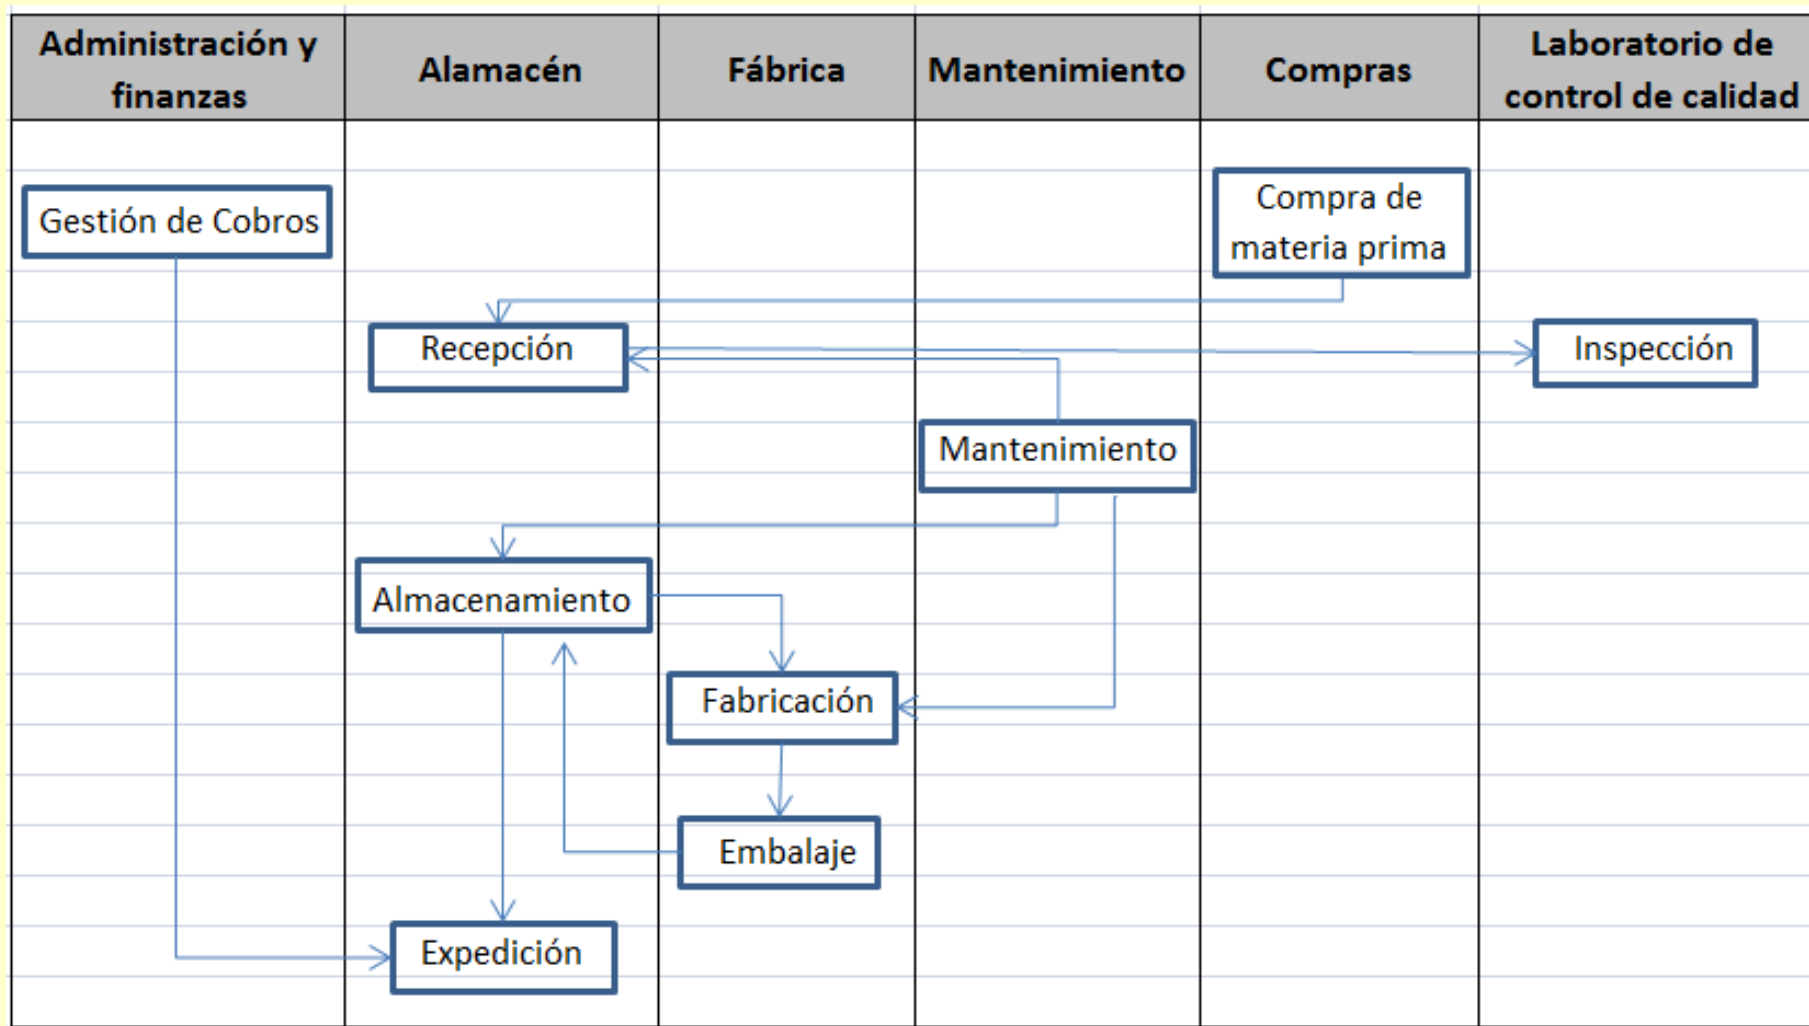 Administración y
finanzas
Alamacén
Fábrica
Mantenimiento
Compras
Laboratorio de
control de calidad
Gestión de Cobros
Compra de
materia prima
Recepción
Inspección
Mantenimiento
Almacenamiento
Fabricación
Embalaje
Expedición